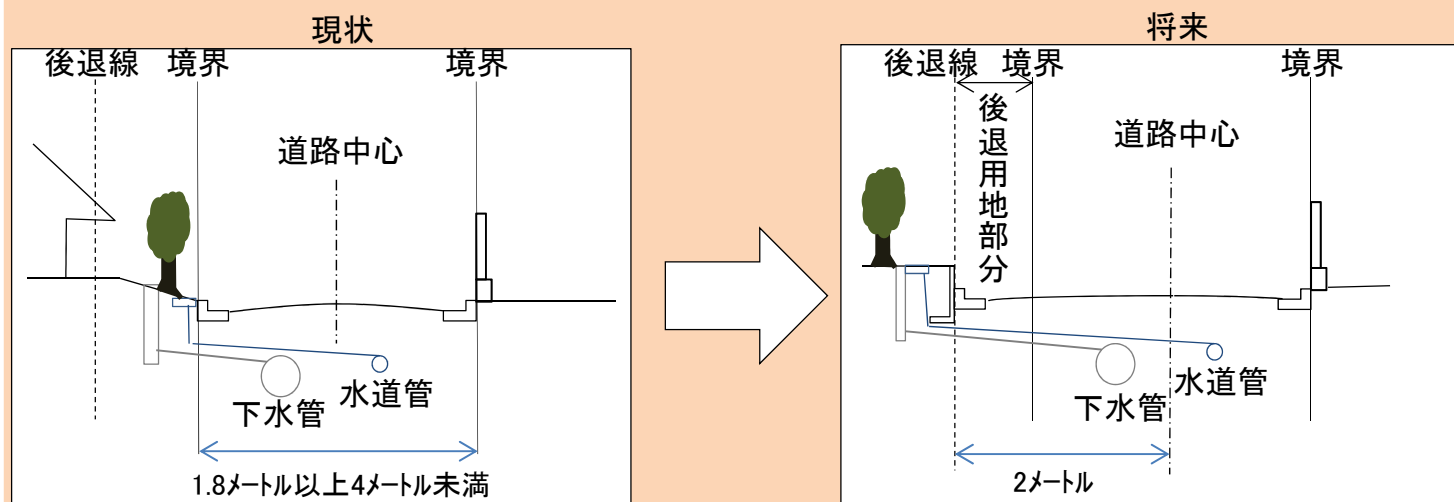 現状
後退線 境界 境界
道路中心
水道管
下水管
1.8メートル以上4メートル未満
将来
後退線 境界 境界
後退用地部分
道路中心
水道管
下水管
2メートル